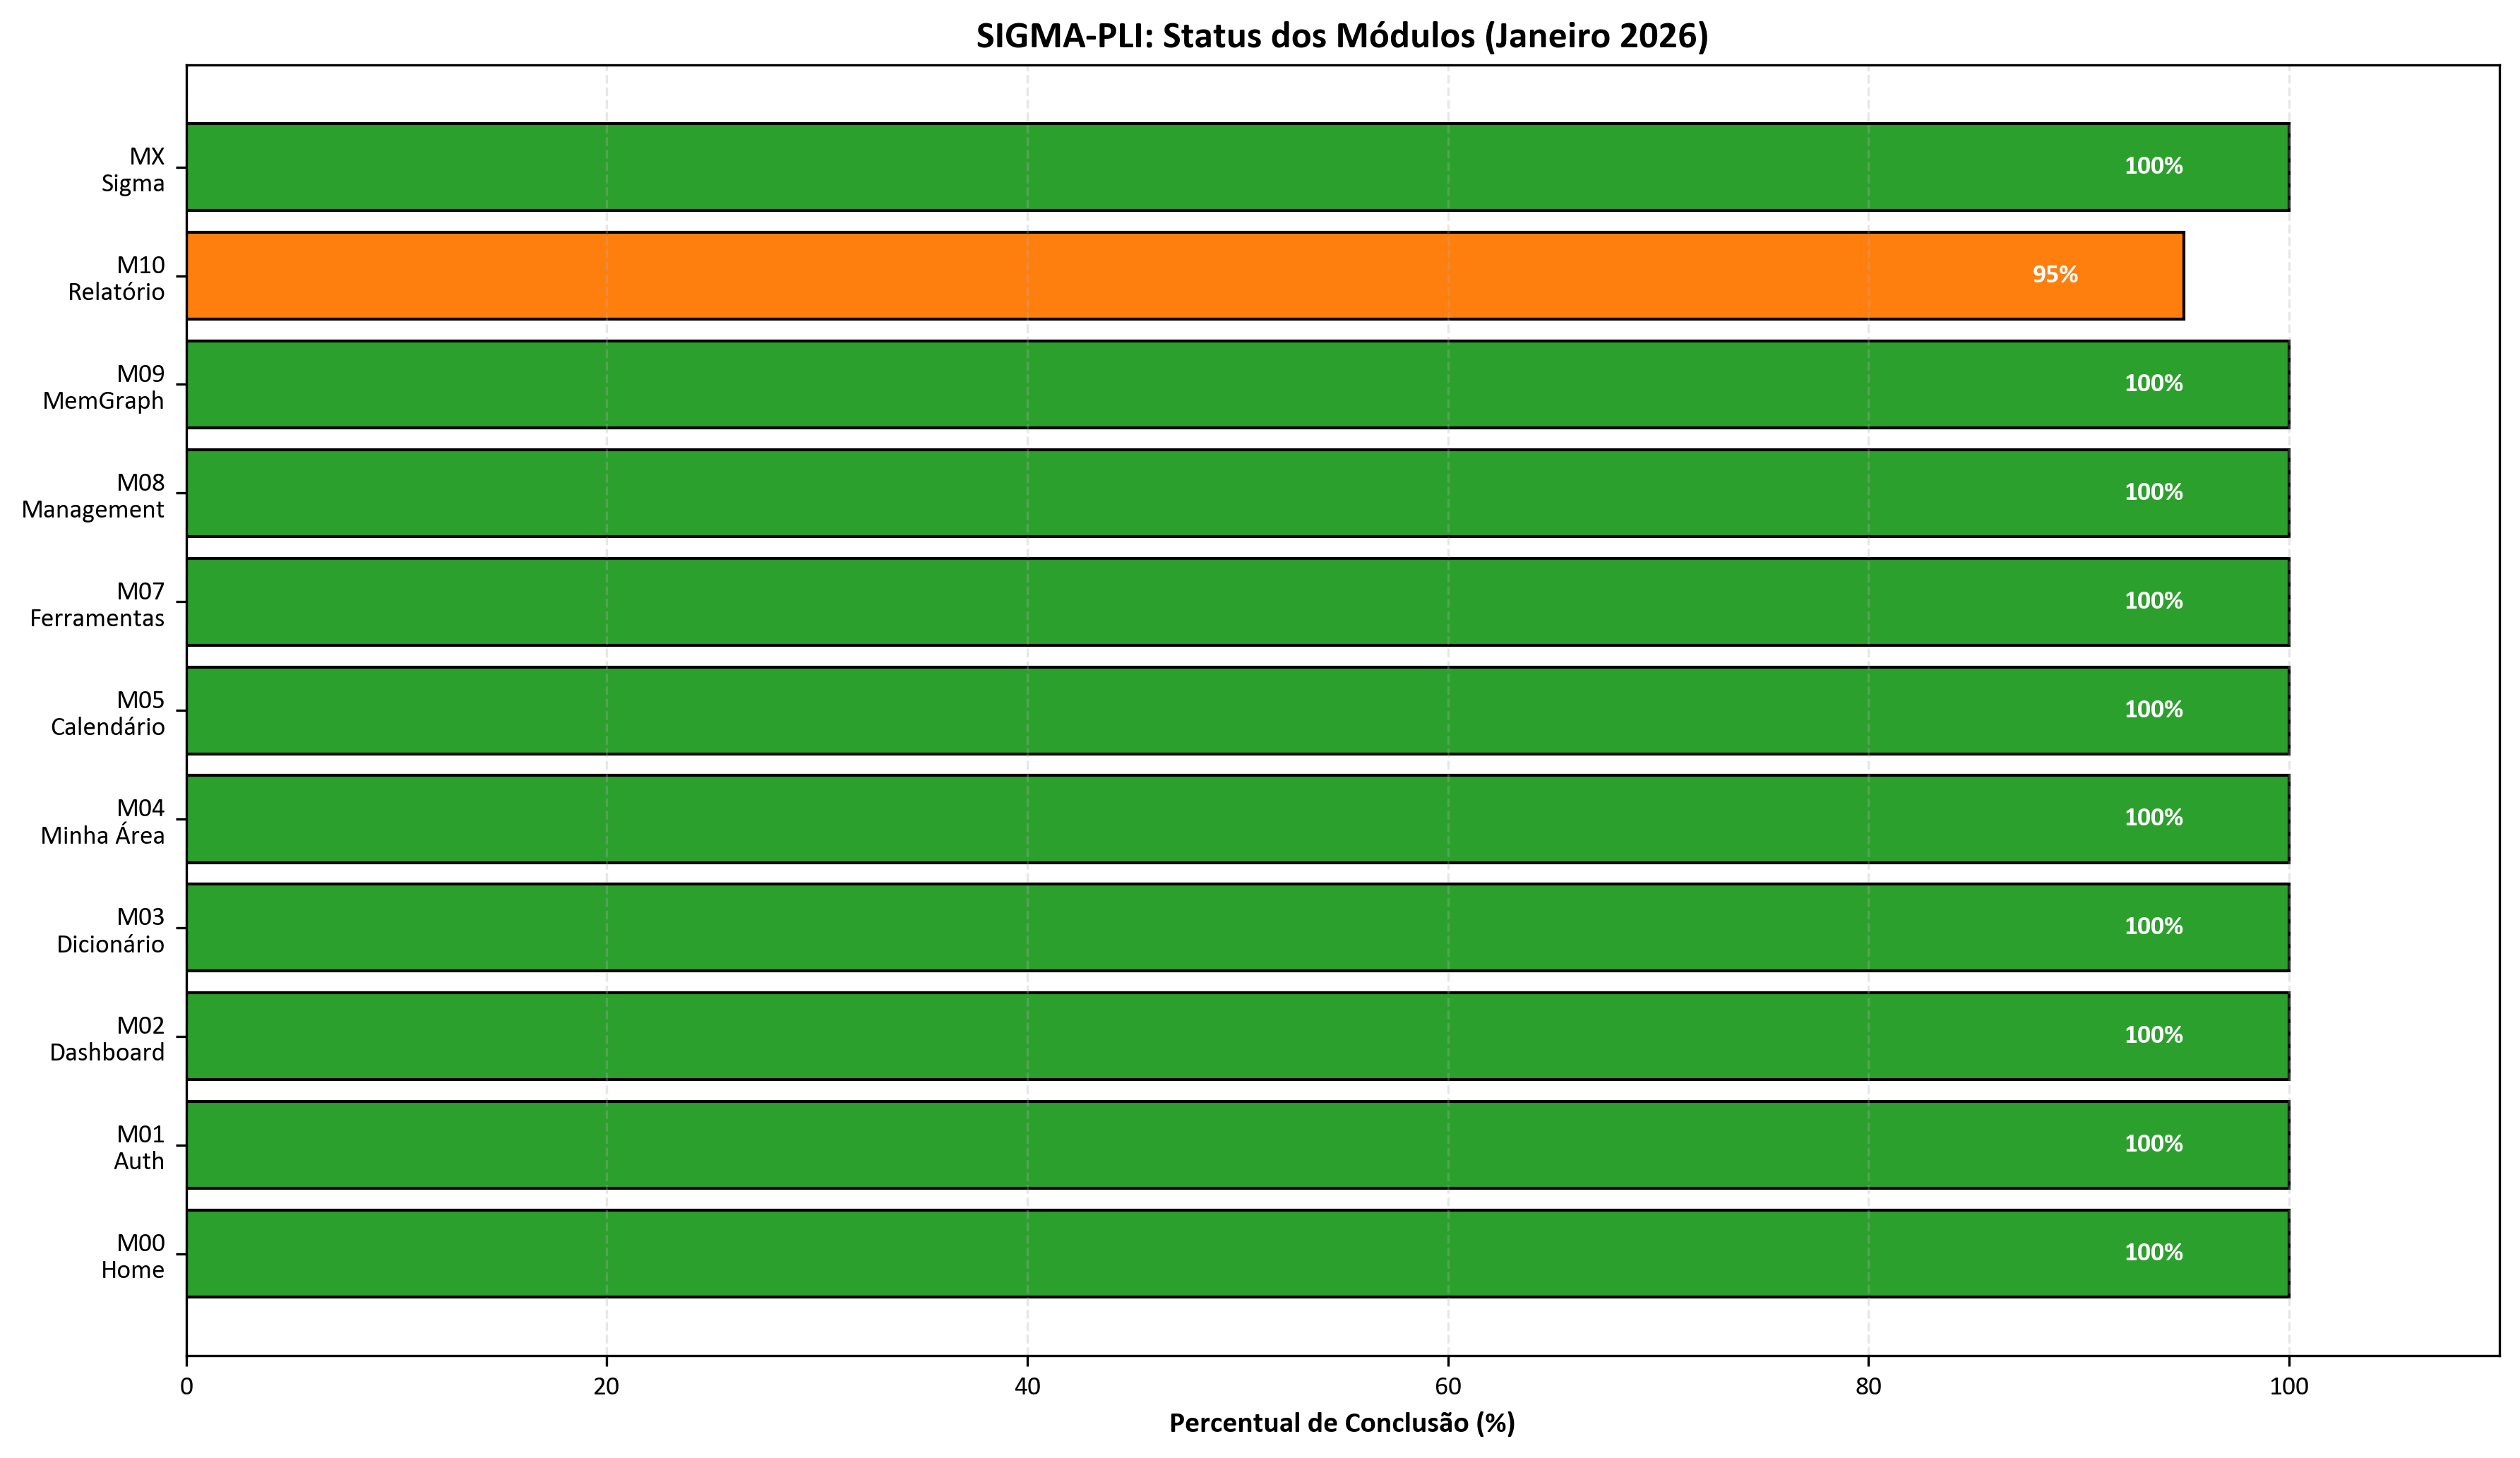 SIGMA-PLI: Status dos Módulos (Janeiro 2026)
MX
Sigma
100%
M10
Relatório
95%
M09
MemGraph
100%
M08
Management
100%
M07
Ferramentas
100%
M05
Calendário
100%
M04
Minha Área
100%
M03
Dicionário
100%
M02
Dashboard
100%
M01
Auth
100%
M00
Home
100%
0 20 40 60 80 100
Percentual de Conclusão (%)